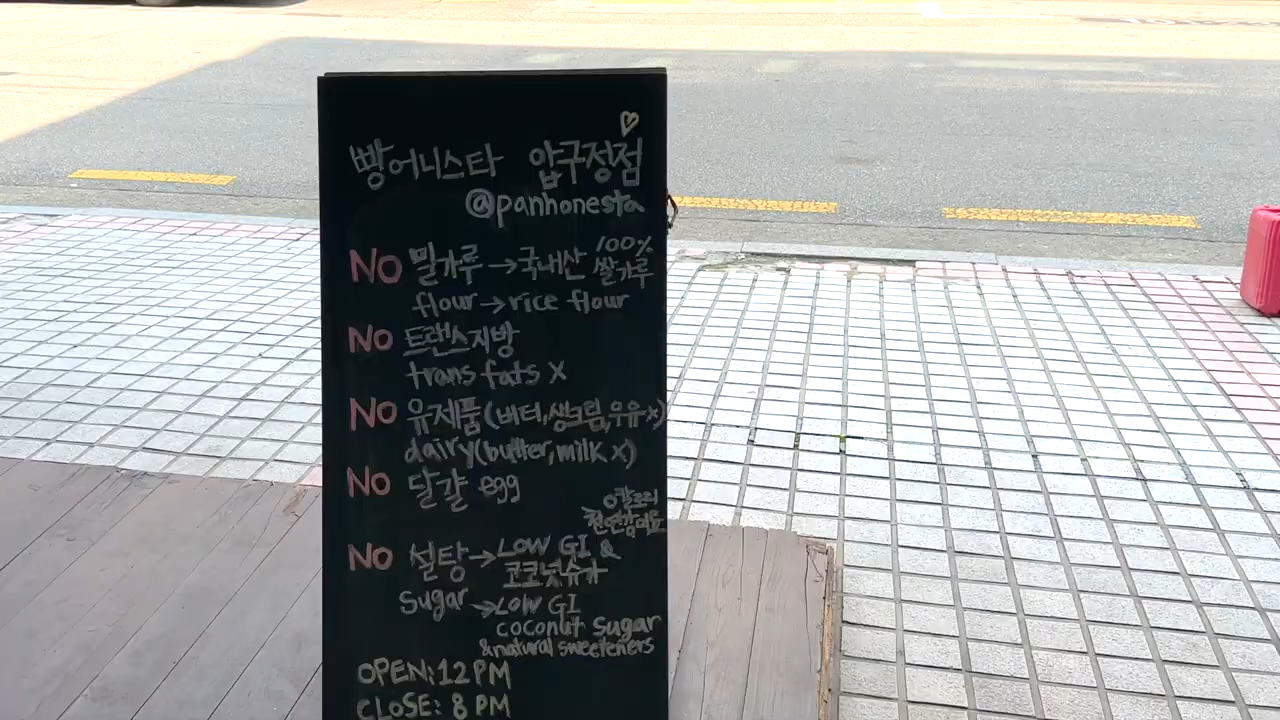 빵어니스타 압구정점
@panhonesta
NO 밀가루 → 국내산 100% 쌀가루
flour → rice flour
NO 트랜스지방
trans fats X
NO 유제품 (버터, 생크림, 우유 x)
dairy (butter, milk x)
NO 달걀 egg
0칼로리
천연감미료
NO 설탕 → LOW GI &
코코넛슈가
Sugar → LOW GI
coconut sugar
& natural sweeteners
OPEN: 12 PM
CLOSE: 8 PM